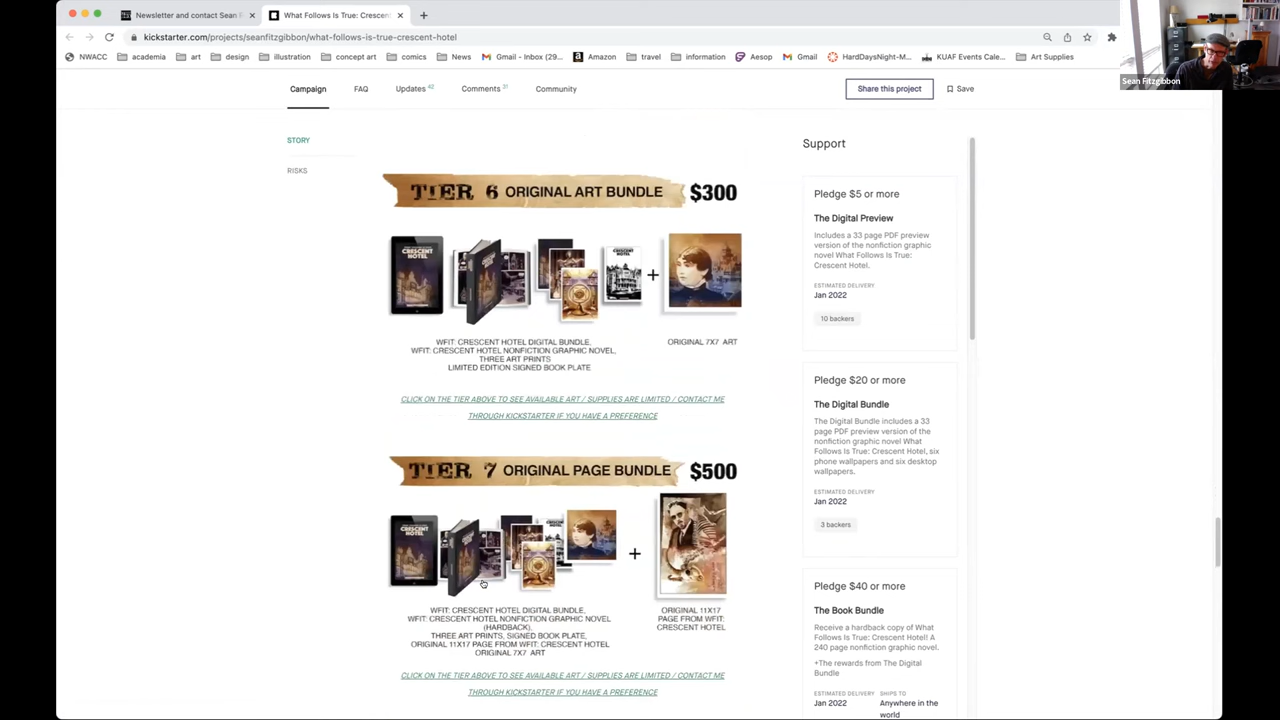 Newsletter and contact Sean F
What Follows Is True: Crescent
kickstarter.com/projects/seanfitzgibbon/what-follows-is-true-crescent-hotel
NWACC academia art design illustration concept art comics News Gmail - Inbox (29... Amazon travel information Aesop Gmail HardDaysNight-M... KUAF Events Cale... Art Supplies
Sean Fitzgibbon
Campaign FAQ Updates 42 Comments 31 Community
Share this project
Save
STORY
RISKS
TIER 6 ORIGINAL ART BUNDLE $300
CRESCENT HOTEL
+
WFIT: CRESCENT HOTEL DIGITAL BUNDLE,
WFIT: CRESCENT HOTEL NONFICTION GRAPHIC NOVEL,
THREE ART PRINTS
LIMITED EDITION SIGNED BOOK PLATE
ORIGINAL 7X7 ART
CLICK ON THE TIER ABOVE TO SEE AVAILABLE ART / SUPPLIES ARE LIMITED / CONTACT ME
THROUGH KICKSTARTER IF YOU HAVE A PREFERENCE
TIER 7 ORIGINAL PAGE BUNDLE $500
CRESCENT HOTEL
+
WFIT: CRESCENT HOTEL DIGITAL BUNDLE,
WFIT: CRESCENT HOTEL NONFICTION GRAPHIC NOVEL
(HARDBACK),
THREE ART PRINTS, SIGNED BOOK PLATE,
ORIGINAL 11X17 PAGE FROM WFIT: CRESCENT HOTEL
ORIGINAL 7X7 ART
ORIGINAL 11X17
PAGE FROM WFIT:
CRESCENT HOTEL
CLICK ON THE TIER ABOVE TO SEE AVAILABLE ART / SUPPLIES ARE LIMITED / CONTACT ME
THROUGH KICKSTARTER IF YOU HAVE A PREFERENCE
Support
Pledge $5 or more
The Digital Preview
Includes a 33 page PDF preview
version of the nonfiction graphic
novel What Follows Is True:
Crescent Hotel.
ESTIMATED DELIVERY
Jan 2022
10 backers
Pledge $20 or more
The Digital Bundle
The Digital Bundle includes a 33
page PDF preview version of the
nonfiction graphic novel What
Follows Is True: Crescent Hotel, six
phone wallpapers and six desktop
wallpapers.
ESTIMATED DELIVERY
Jan 2022
3 backers
Pledge $40 or more
The Book Bundle
Receive a hardback copy of What
Follows Is True: Crescent Hotel! A
240 page nonfiction graphic novel.
+The rewards from The Digital
Bundle
ESTIMATED DELIVERY SHIPS TO
Jan 2022 Anywhere in the
world